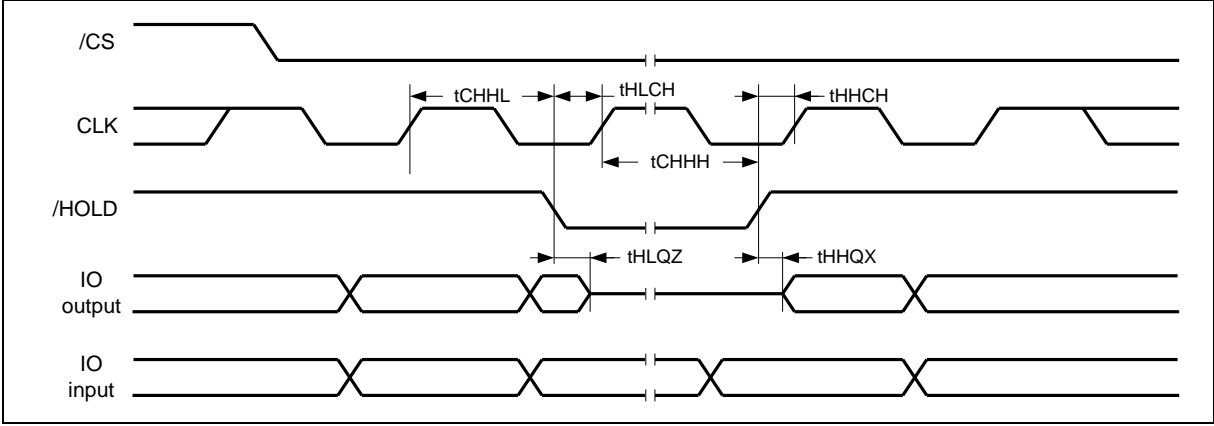 /CS
tCHHL
tHLCH
tHHCH
CLK
tCHHH
/HOLD
tHLQZ
tHHQX
IO
output
IO
input